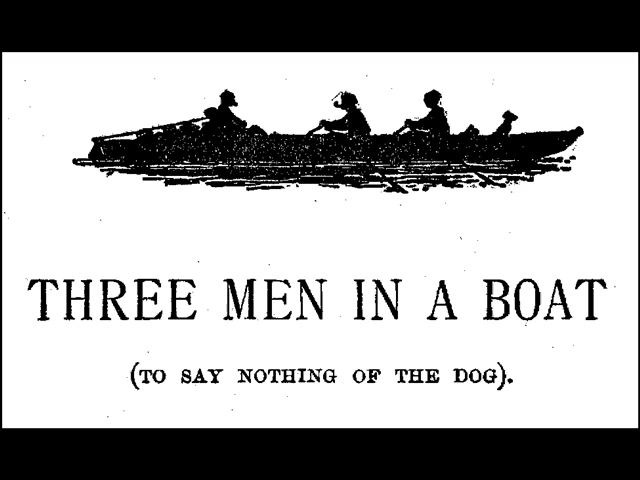 THREE MEN IN A BOAT
(TO SAY NOTHING OF THE DOG).